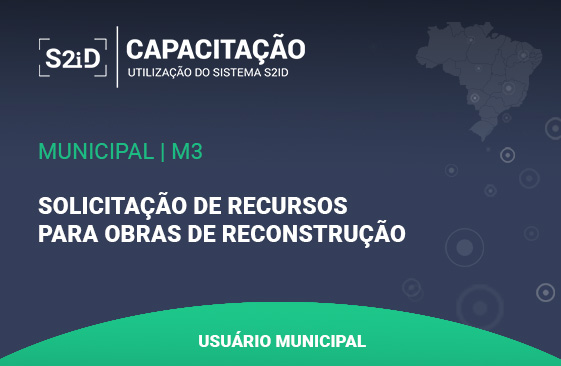 S2iD
CAPACITAÇÃO
UTILIZAÇÃO DO SISTEMA S2ID
MUNICIPAL | M3
SOLICITAÇÃO DE RECURSOS
PARA OBRAS DE RECONSTRUÇÃO
USUÁRIO MUNICIPAL